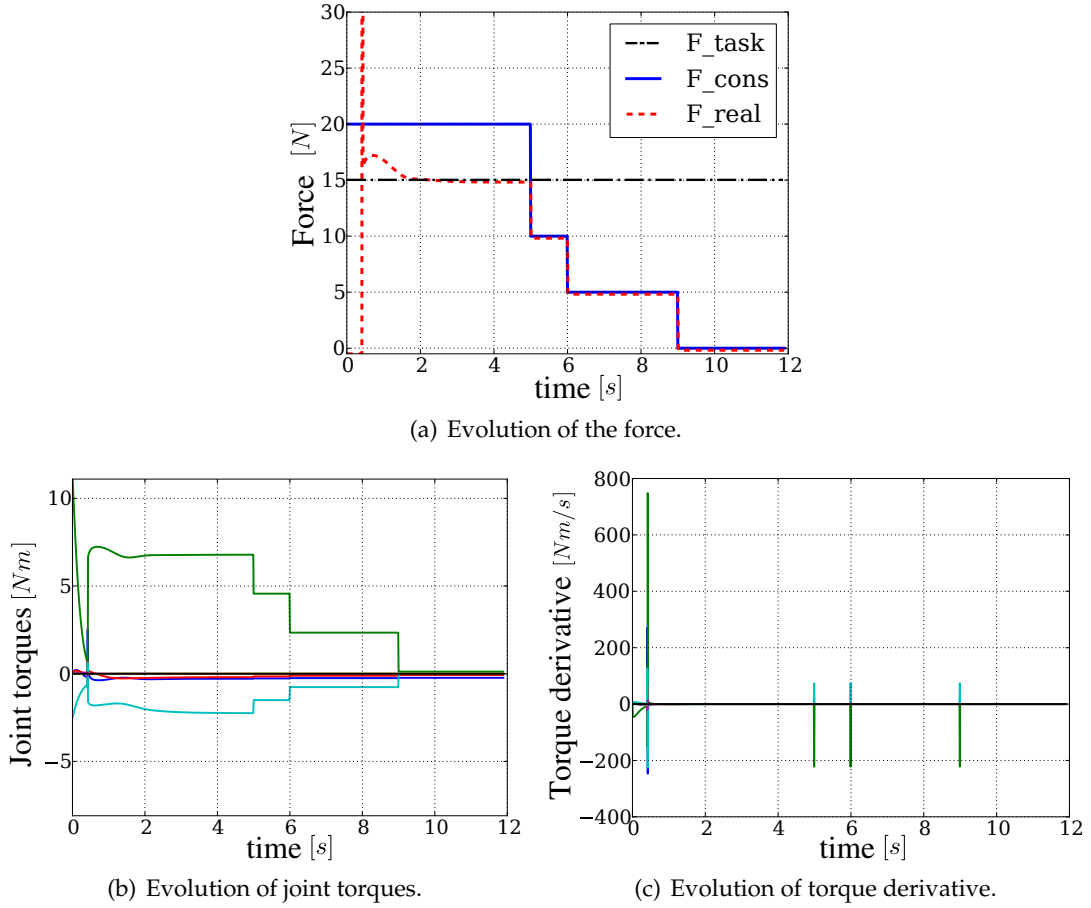 35
30
25
20
15
10
5
0
Force [N]
F_task
F_cons
F_real
0 2 4 6 8 10 12
time [s]
(a) Evolution of the force.
10
5
0
−5
Joint torques [Nm]
0 2 4 6 8 10 12
time [s]
(b) Evolution of joint torques.
800
600
400
200
0
−200
−400
Torque derivative [Nm/s]
0 2 4 6 8 10 12
time [s]
(c) Evolution of torque derivative.